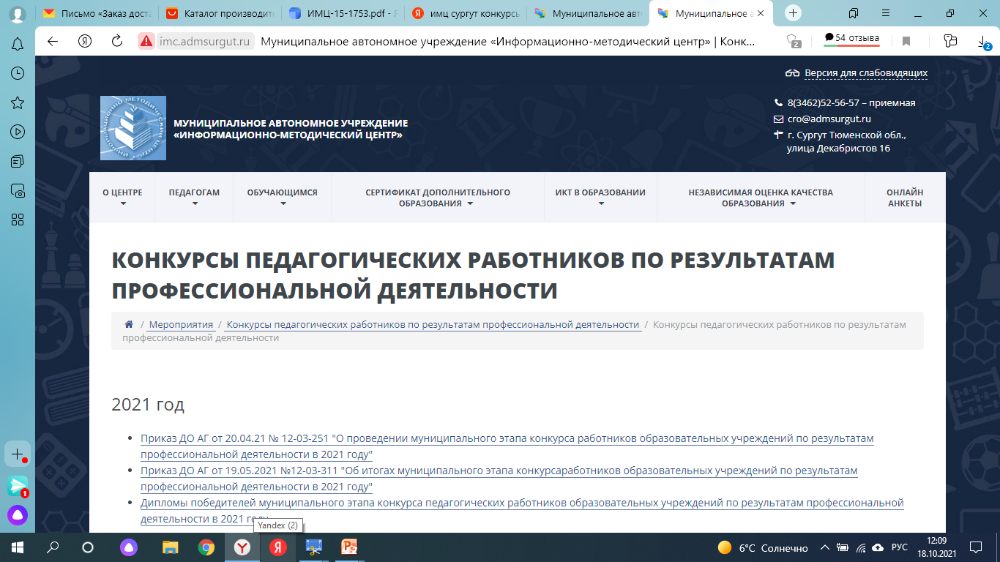 Письмо «Заказ доста
Каталог производите
ИМЦ-15-1753.pdf - Я
имц сургут конкурсы
Муниципальное авто
Муниципальное а
imc.admsurgut.ru
Муниципальное автономное учреждение «Информационно-методический центр» | Конк...
2
54 отзыва
2
Версия для слабовидящих
МУНИЦИПАЛЬНОЕ АВТОНОМНОЕ УЧРЕЖДЕНИЕ
«ИНФОРМАЦИОННО-МЕТОДИЧЕСКИЙ ЦЕНТР»
8(3462)52-56-57 – приемная
cro@admsurgut.ru
г. Сургут Тюменской обл.,
улица Декабристов 16
О ЦЕНТРЕ
ПЕДАГОГАМ
ОБУЧАЮЩИМСЯ
СЕРТИФИКАТ ДОПОЛНИТЕЛЬНОГО
ОБРАЗОВАНИЯ
ИКТ В ОБРАЗОВАНИИ
НЕЗАВИСИМАЯ ОЦЕНКА КАЧЕСТВА
ОБРАЗОВАНИЯ
ОНЛАЙН
АНКЕТЫ
КОНКУРСЫ ПЕДАГОГИЧЕСКИХ РАБОТНИКОВ ПО РЕЗУЛЬТАТАМ
ПРОФЕССИОНАЛЬНОЙ ДЕЯТЕЛЬНОСТИ
/ Мероприятия / Конкурсы педагогических работников по результатам профессиональной деятельности / Конкурсы педагогических работников по результатам
профессиональной деятельности
2021 год
Приказ ДО АГ от 20.04.21 № 12-03-251 "О проведении муниципального этапа конкурса работников образовательных учреждений по результатам
профессиональной деятельности в 2021 году"
Приказ ДО АГ от 19.05.2021 №12-03-311 "Об итогах муниципального этапа конкурсаработников образовательных учреждений по результатам
профессиональной деятельности в 2021 году"
Дипломы победителей муниципального этапа конкурса педагогических работников образовательных учреждений по результатам профессиональной
деятельности в 2021 году
Yandex (2)
1
6°C Солнечно
РУС
12:09
18.10.2021